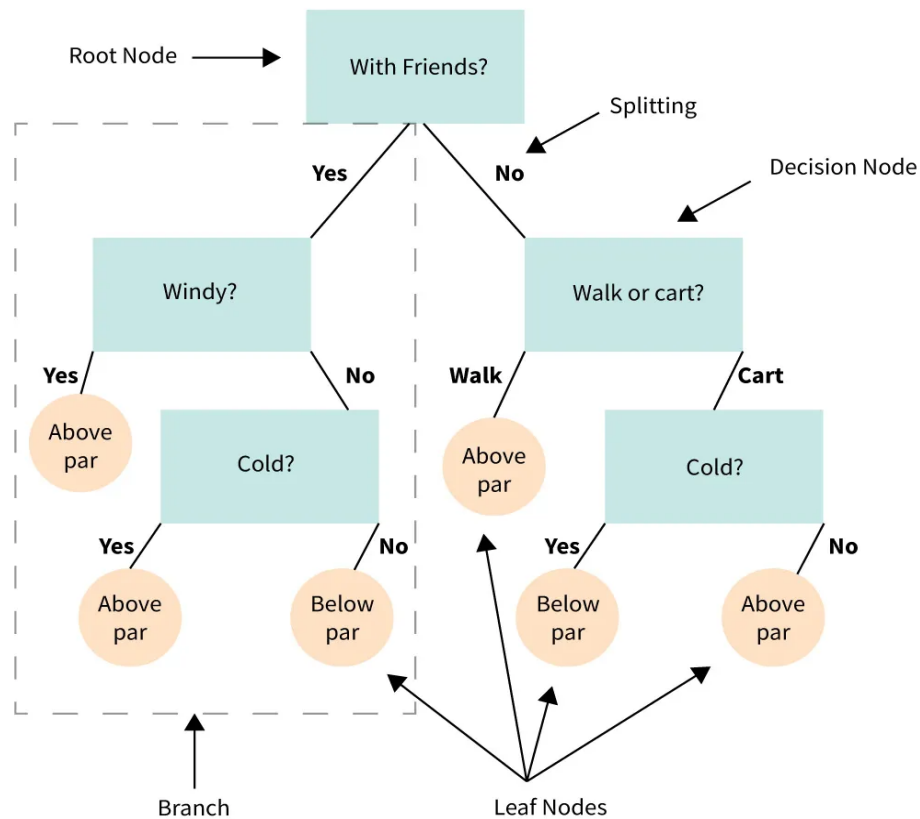 Root Node
With Friends?
Splitting
Yes
No
Decision Node
Windy?
Walk or cart?
Yes
No
Walk
Cart
Above
par
Cold?
Above
par
Cold?
Yes
No
Yes
No
Above
par
Below
par
Below
par
Above
par
Branch
Leaf Nodes